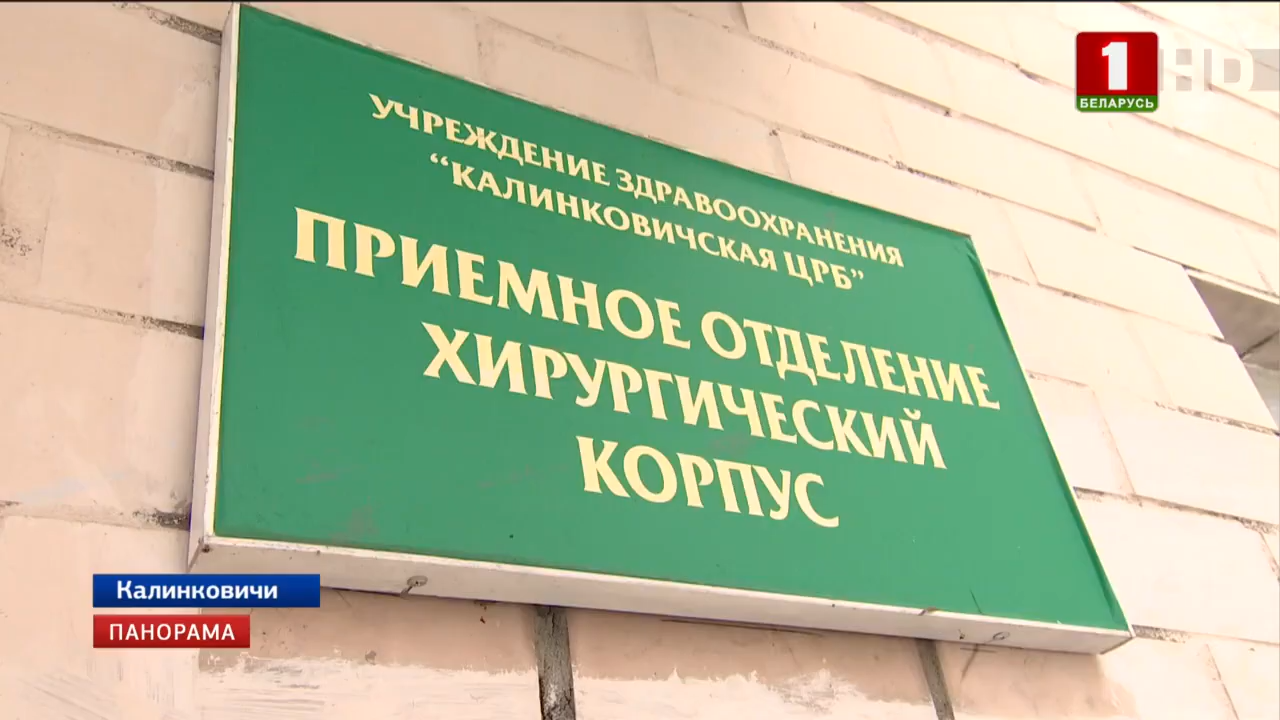 1 HD
БЕЛАРУСЬ
УЧРЕЖДЕНИЕ ЗДРАВООХРАНЕНИЯ
“КАЛИНКОВИЧСКАЯ ЦРБ”
ПРИЕМНОЕ ОТДЕЛЕНИЕ
ХИРУРГИЧЕСКИЙ
КОРПУС
Калинковичи
ПАНОРАМА